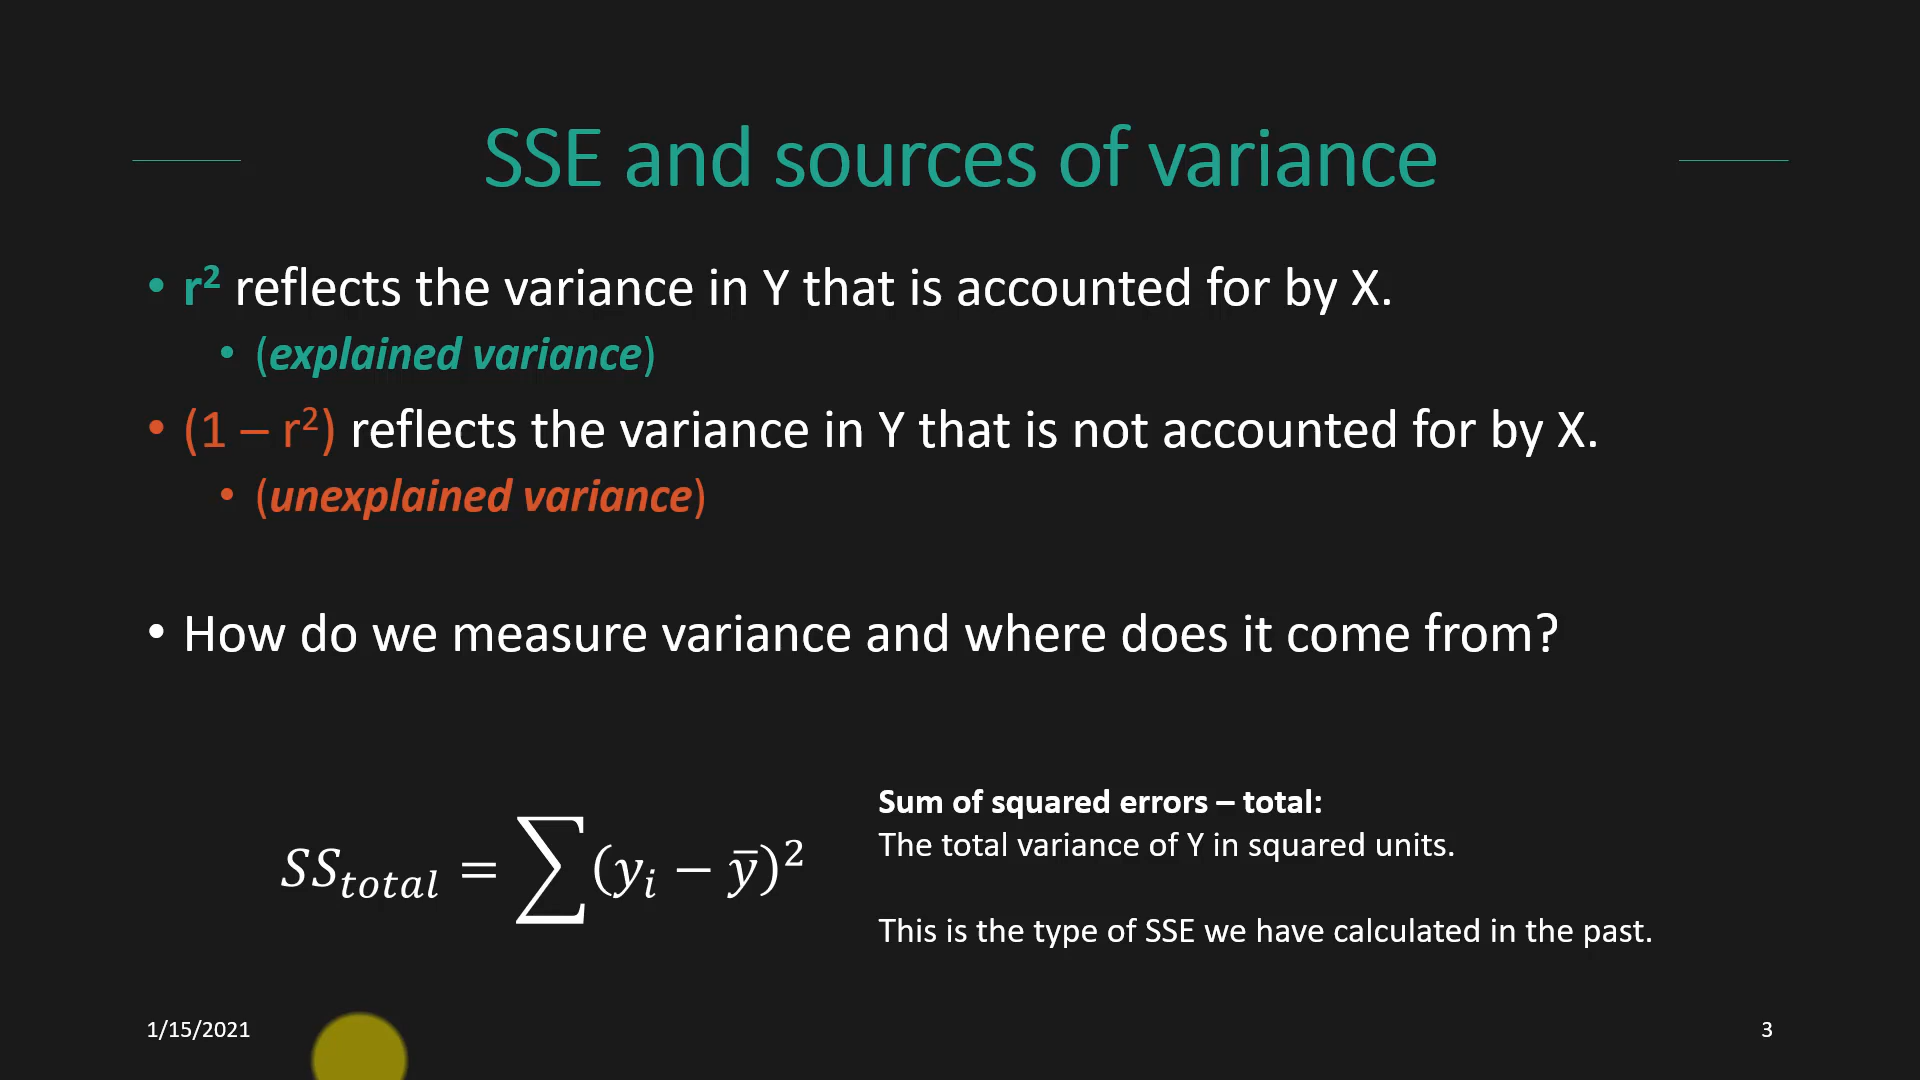 SSE and sources of variance
• r² reflects the variance in Y that is accounted for by X.
• (explained variance)
• (1 – r²) reflects the variance in Y that is not accounted for by X.
• (unexplained variance)
• How do we measure variance and where does it come from?
SS_total = ∑(y_i − ȳ)²
Sum of squared errors – total:
The total variance of Y in squared units.
This is the type of SSE we have calculated in the past.
1/15/2021
3